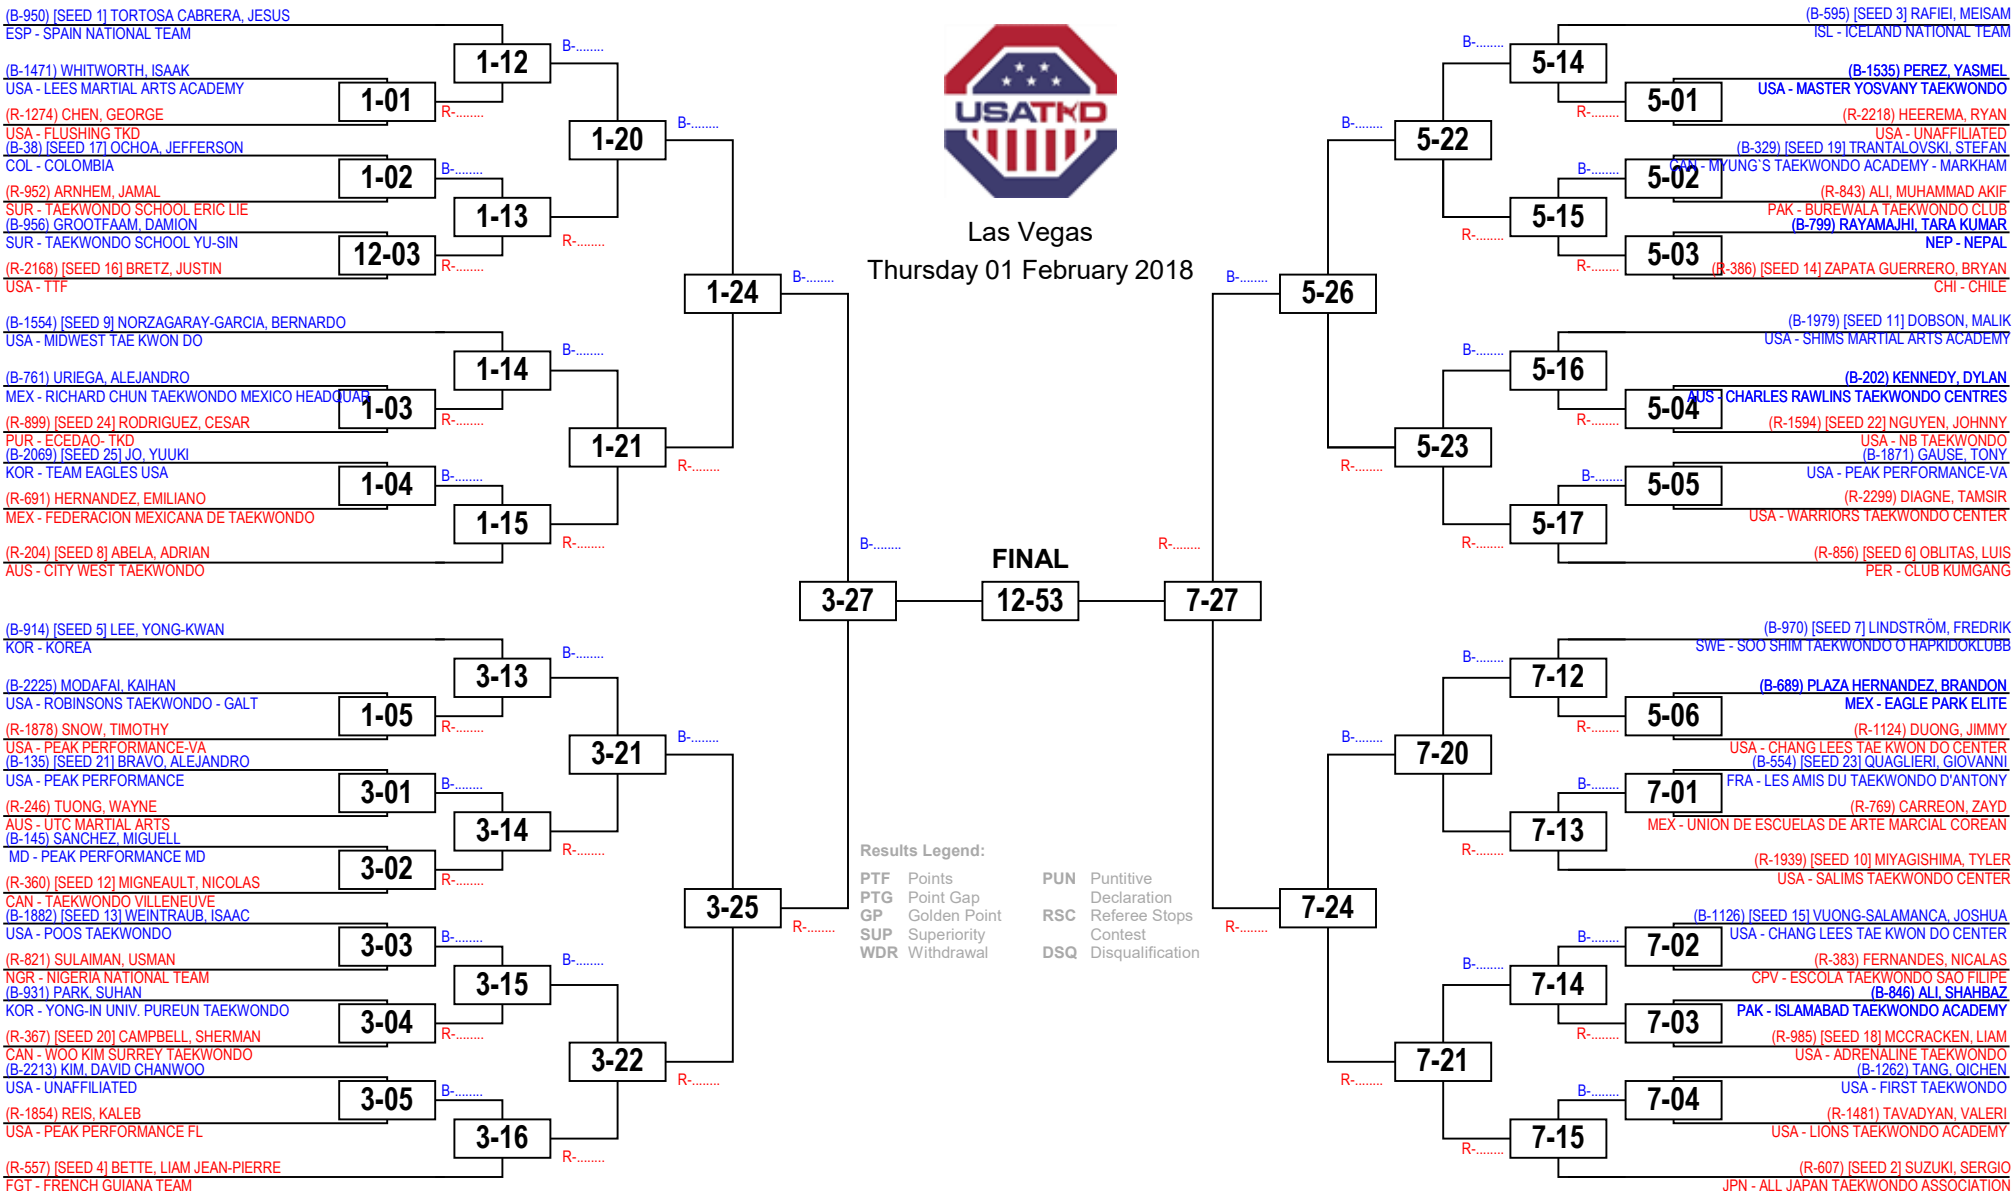 (B-950) [SEED 1] TORTOSA CABRERA, JESUS
ESP - SPAIN NATIONAL TEAM
(B-1471) WHITWORTH, ISAAK
USA - LEES MARTIAL ARTS ACADEMY
(R-1274) CHEN, GEORGE
USA - FLUSHING TKD
(B-38) [SEED 17] OCHOA, JEFFERSON
COL - COLOMBIA
(R-952) ARNHEM, JAMAL
SUR - TAEKWONDO SCHOOL ERIC LIE
(B-956) GROOTFAAM, DAMION
SUR - TAEKWONDO SCHOOL YU-SIN
(R-2168) [SEED 16] BRETZ, JUSTIN
USA - TTF
(B-1554) [SEED 9] NORZAGARAY-GARCIA, BERNARDO
USA - MIDWEST TAE KWON DO
(B-761) URIEGA, ALEJANDRO
MEX - RICHARD CHUN TAEKWONDO MEXICO HEADQUAR
(R-899) [SEED 24] RODRIGUEZ, CESAR
PUR - ECEDAO- TKD
(B-2069) [SEED 25] JO, YUUKI
KOR - TEAM EAGLES USA
(R-691) HERNANDEZ, EMILIANO
MEX - FEDERACION MEXICANA DE TAEKWONDO
(R-204) [SEED 8] ABELA, ADRIAN
AUS - CITY WEST TAEKWONDO
(B-914) [SEED 5] LEE, YONG-KWAN
KOR - KOREA
(B-2225) MODAFAI, KAIHAN
USA - ROBINSONS TAEKWONDO - GALT
(R-1878) SNOW, TIMOTHY
USA - PEAK PERFORMANCE-VA
(B-135) [SEED 21] BRAVO, ALEJANDRO
USA - PEAK PERFORMANCE
(R-246) TUONG, WAYNE
AUS - UTC MARTIAL ARTS
(B-145) SANCHEZ, MIGUELL
MD - PEAK PERFORMANCE MD
(R-360) [SEED 12] MIGNEAULT, NICOLAS
CAN - TAEKWONDO VILLENEUVE
(B-1882) [SEED 13] WEINTRAUB, ISAAC
USA - POOS TAEKWONDO
(R-821) SULAIMAN, USMAN
NGR - NIGERIA NATIONAL TEAM
(B-931) PARK, SUHAN
KOR - YONG-IN UNIV. PUREUN TAEKWONDO
(R-367) [SEED 20] CAMPBELL, SHERMAN
CAN - WOO KIM SURREY TAEKWONDO
(B-2213) KIM, DAVID CHANWOO
USA - UNAFFILIATED
(R-1854) REIS, KALEB
USA - PEAK PERFORMANCE FL
(R-557) [SEED 4] BETTE, LIAM JEAN-PIERRE
FGT - FRENCH GUIANA TEAM
1-01
1-02
12-03
1-03
1-04
1-05
3-01
3-02
3-03
3-04
3-05
R-........
B-........
R-........
R-........
B-........
R-........
B-........
R-........
B-........
R-........
B-........
1-12
1-13
1-14
1-15
3-13
3-14
3-15
3-16
B-........
R-........
B-........
R-........
B-........
R-........
B-........
R-........
1-20
1-21
3-21
3-22
B-........
R-........
B-........
R-........
1-24
3-25
B-........
R-........
3-27
B-........
USATKD
Las Vegas
Thursday 01 February 2018
FINAL
12-53
Results Legend:
PTF Points
PTG Point Gap
GP Golden Point
SUP Superiority
WDR Withdrawal
PUN Puntitive
Declaration
RSC Referee Stops
Contest
DSQ Disqualification
R-........
7-27
B-........
R-........
5-26
7-24
B-........
R-........
B-........
R-........
5-22
5-23
7-20
7-21
B-........
R-........
B-........
R-........
B-........
R-........
B-........
R-........
5-14
5-15
5-16
5-17
7-12
7-13
7-14
7-15
R-........
B-........
R-........
R-........
B-........
R-........
B-........
B-........
R-........
B-........
5-01
5-02
5-03
5-04
5-05
5-06
7-01
7-02
7-03
7-04
(B-595) [SEED 3] RAFIEI, MEISAM
ISL - ICELAND NATIONAL TEAM
(B-1535) PEREZ, YASMEL
USA - MASTER YOSVANY TAEKWONDO
(R-2218) HEEREMA, RYAN
USA - UNAFFILIATED
(B-329) [SEED 19] TRANTALOVSKI, STEFAN
CAN - MYUNG`S TAEKWONDO ACADEMY - MARKHAM
(R-843) ALI, MUHAMMAD AKIF
PAK - BUREWALA TAEKWONDO CLUB
(B-799) RAYAMAJHI, TARA KUMAR
NEP - NEPAL
(R-386) [SEED 14] ZAPATA GUERRERO, BRYAN
CHI - CHILE
(B-1979) [SEED 11] DOBSON, MALIK
USA - SHIMS MARTIAL ARTS ACADEMY
(B-202) KENNEDY, DYLAN
AUS - CHARLES RAWLINS TAEKWONDO CENTRES
(R-1594) [SEED 22] NGUYEN, JOHNNY
USA - NB TAEKWONDO
(B-1871) GAUSE, TONY
USA - PEAK PERFORMANCE-VA
(R-2299) DIAGNE, TAMSIR
USA - WARRIORS TAEKWONDO CENTER
(R-856) [SEED 6] OBLITAS, LUIS
PER - CLUB KUMGANG
(B-970) [SEED 7] LINDSTRÖM, FREDRIK
SWE - SOO SHIM TAEKWONDO O HAPKIDOKLUBB
(B-689) PLAZA HERNANDEZ, BRANDON
MEX - EAGLE PARK ELITE
(R-1124) DUONG, JIMMY
USA - CHANG LEES TAE KWON DO CENTER
(B-554) [SEED 23] QUAGLIERI, GIOVANNI
FRA - LES AMIS DU TAEKWONDO D'ANTONY
(R-769) CARREON, ZAYD
MEX - UNION DE ESCUELAS DE ARTE MARCIAL COREAN
(R-1939) [SEED 10] MIYAGISHIMA, TYLER
USA - SALIMS TAEKWONDO CENTER
(B-1126) [SEED 15] VUONG-SALAMANCA, JOSHUA
USA - CHANG LEES TAE KWON DO CENTER
(R-383) FERNANDES, NICALAS
CPV - ESCOLA TAEKWONDO SAO FILIPE
(B-846) ALI, SHAHBAZ
PAK - ISLAMABAD TAEKWONDO ACADEMY
(R-985) [SEED 18] MCCRACKEN, LIAM
USA - ADRENALINE TAEKWONDO
(B-1262) TANG, QICHEN
USA - FIRST TAEKWONDO
(R-1481) TAVADYAN, VALERI
USA - LIONS TAEKWONDO ACADEMY
(R-607) [SEED 2] SUZUKI, SERGIO
JPN - ALL JAPAN TAEKWONDO ASSOCIATION